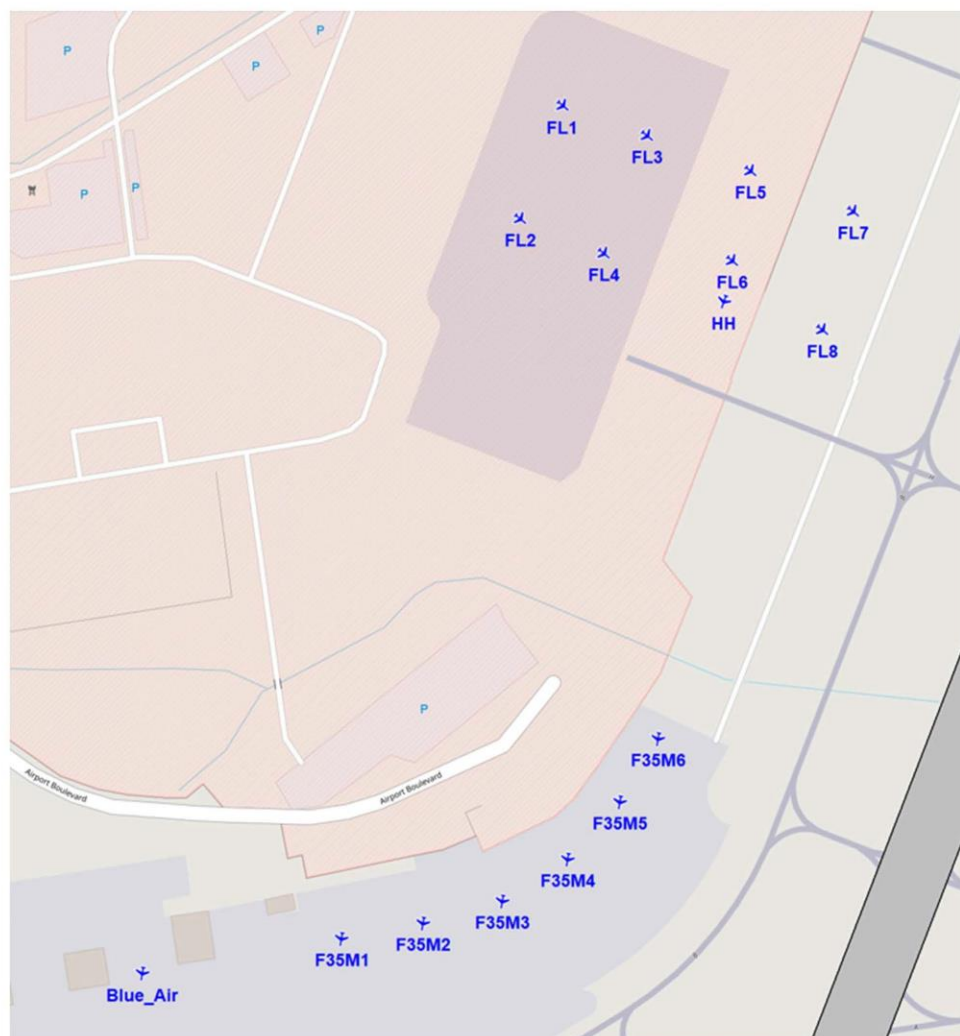 P
P
P
FL1
FL3
P
P
FL5
FL7
FL2
FL4
FL6
HH
FL8
P
F35M6
Airport Boulevard
Airport Boulevard
F35M5
F35M4
F35M3
F35M2
F35M1
Blue_Air